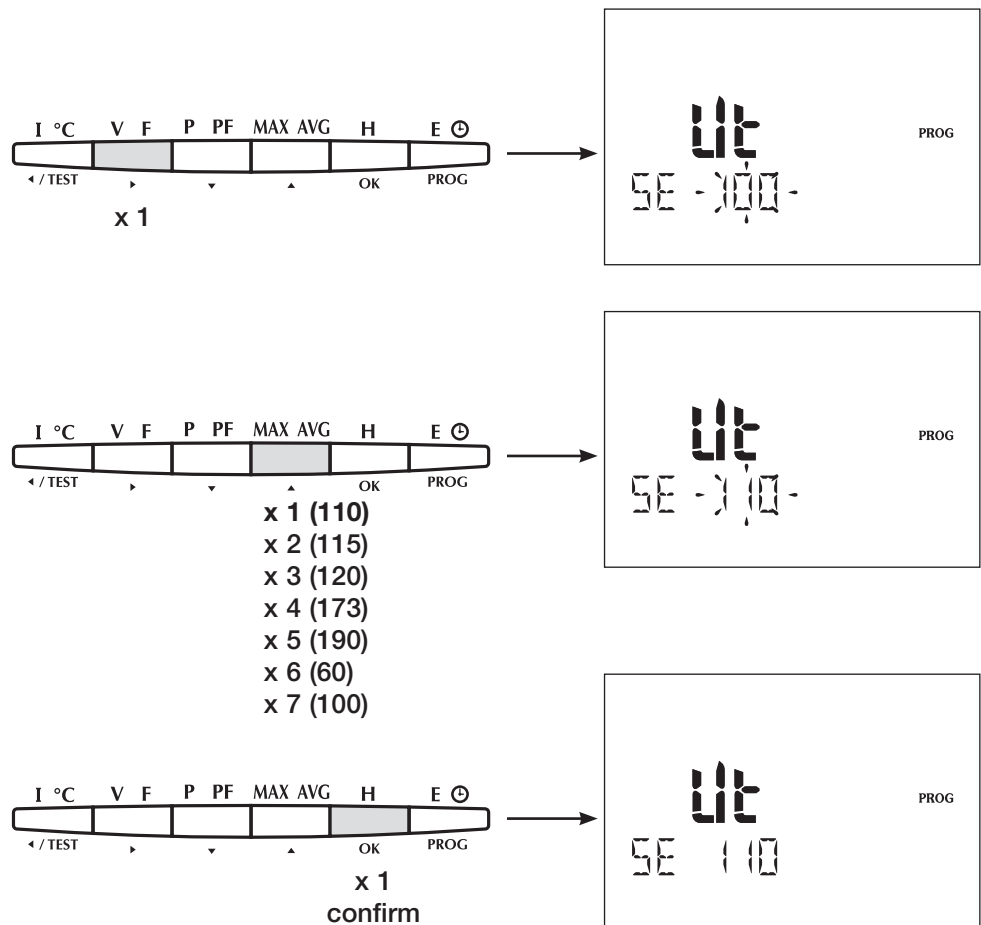 I °C V F P PF MAX AVG H E
/ TEST OK PROG
x 1
Ut
PROG
SE 100
I °C V F P PF MAX AVG H E
/ TEST OK PROG
x 1 (110)
x 2 (115)
x 3 (120)
x 4 (173)
x 5 (190)
x 6 (60)
x 7 (100)
Ut
PROG
SE 110
I °C V F P PF MAX AVG H E
/ TEST OK PROG
x 1
confirm
Ut
PROG
SE 110